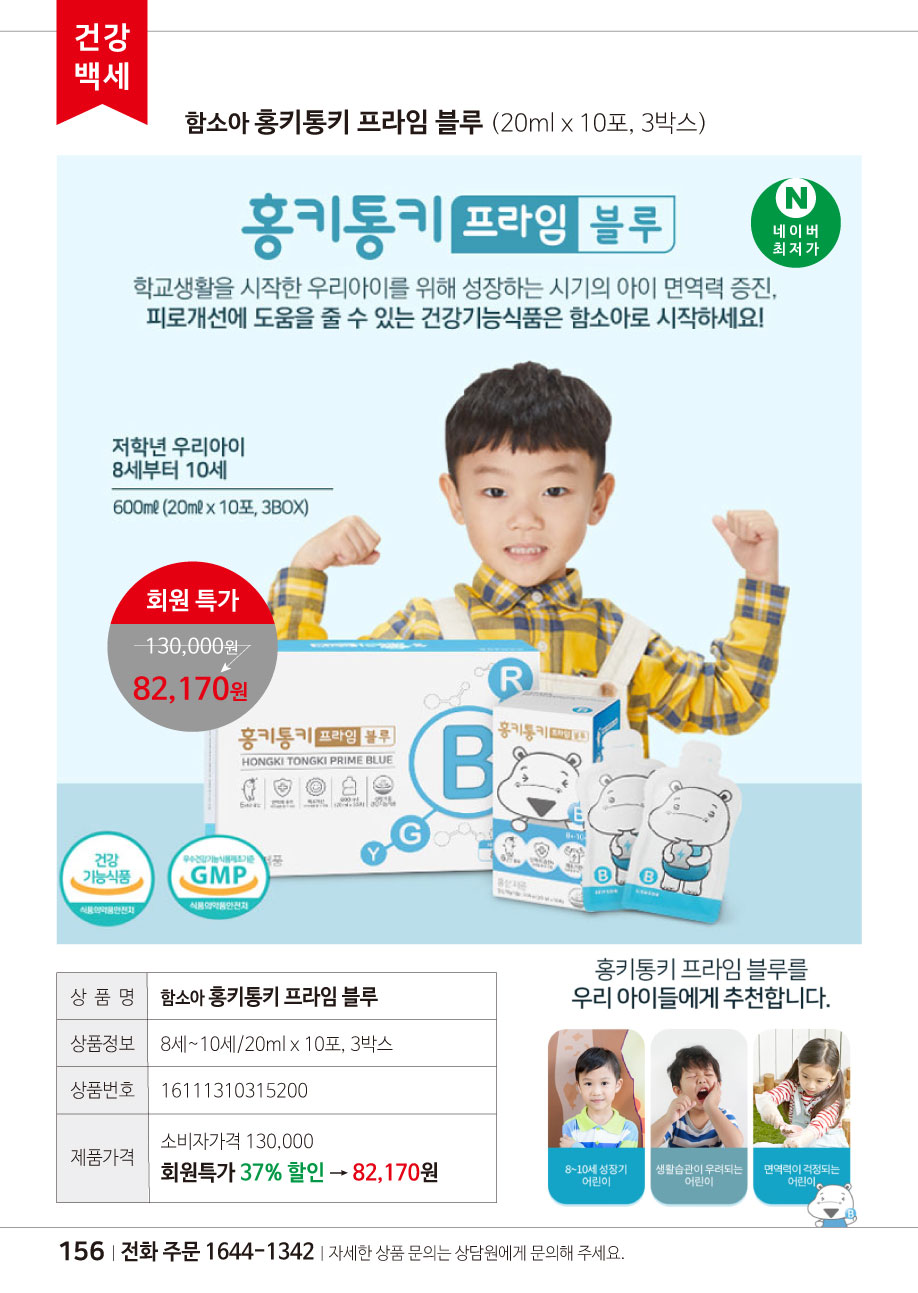 건강
백세
함소아 홍키통키 프라임 블루 (20ml x 10포, 3박스)
홍키통키 프라임 블루
N
네이버
최저가
학교생활을 시작한 우리아이를 위해 성장하는 시기의 아이 면역력 증진,
피로개선에 도움을 줄 수 있는 건강기능식품은 함소아로 시작하세요!
저학년 우리아이
8세부터 10세
600㎖ (20㎖ x 10포, 3BOX)
회원 특가
130,000원
82,170원
홍키통키 프라임 블루
HONGKI TONGKI PRIME BLUE
R
B
G
Y
홍키통키 프라임 블루
B
B
B
건강
기능식품
식품의약품안전처
우수건강기능식품제조기준
GMP
식품의약품안전처
홍키통키 프라임 블루를
우리 아이들에게 추천합니다.
8~10세 성장기
어린이
생활습관이 우려되는
어린이
면역력이 걱정되는
어린이
B
상 품 명 함소아 홍키통키 프라임 블루
상품정보 8세~10세/20ml x 10포, 3박스
상품번호 16111310315200
제품가격 소비자가격 130,000
회원특가 37% 할인 → 82,170원
156 | 전화 주문 1644-1342 | 자세한 상품 문의는 상담원에게 문의해 주세요.